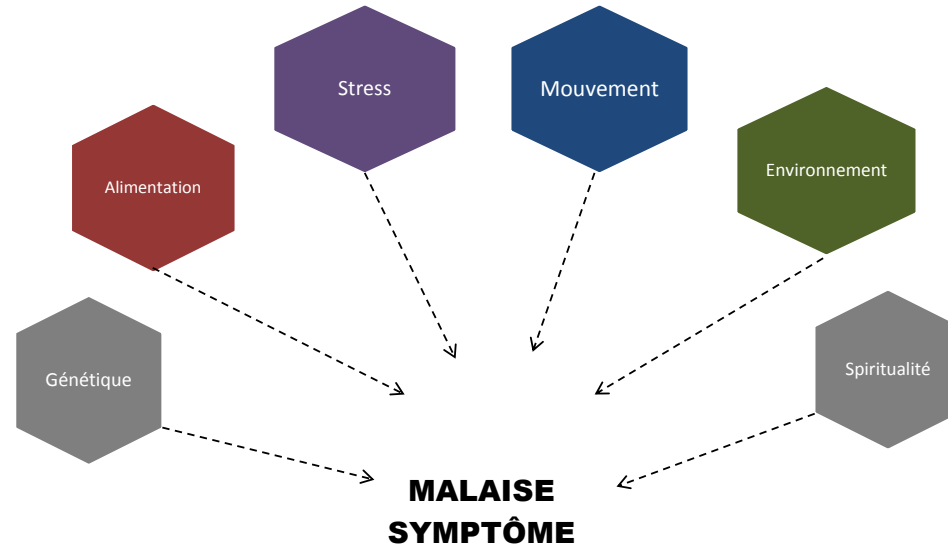 Stress
Mouvement
Alimentation
Environnement
Génétique
Spiritualité
MALAISE
SYMPTÔME